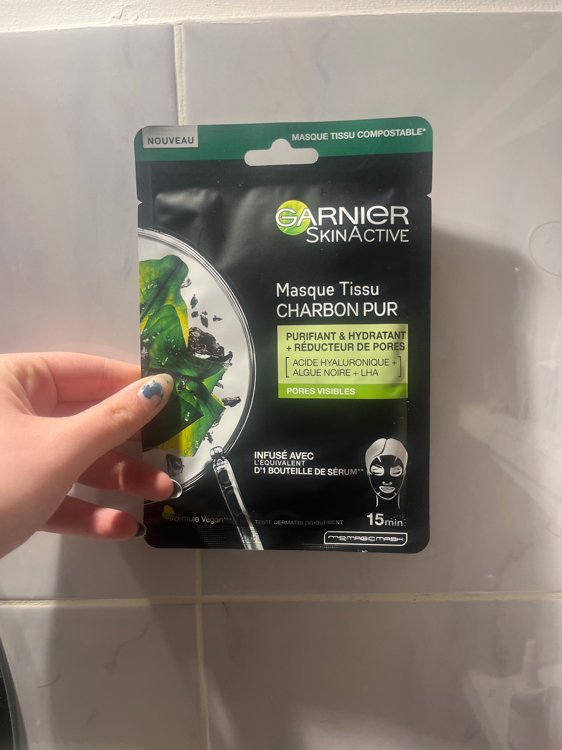 NOUVEAU
MASQUE TISSU COMPOSTABLE*
GARNIER
SKINACTIVE
Masque Tissu
CHARBON PUR
PURIFIANT & HYDRATANT
+ RÉDUCTEUR DE PORES
[ ACIDE HYALURONIQUE +
ALGUE NOIRE + LHA ]
PORES VISIBLES
INFUSÉ AVEC
L'ÉQUIVALENT
D'1 BOUTEILLE DE SÉRUM**
Formule Vegan***
TESTÉ DERMATOLOGIQUEMENT
15min